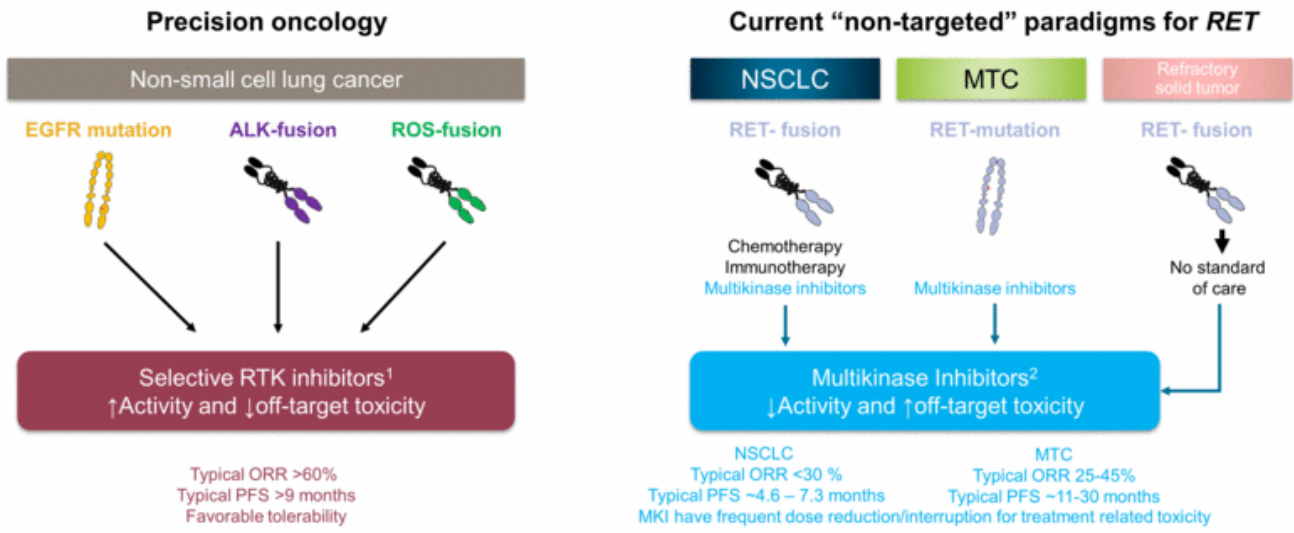 Precision oncology
Non-small cell lung cancer
EGFR mutation
ALK-fusion
ROS-fusion
Selective RTK inhibitors¹
↑Activity and ↓off-target toxicity
Typical ORR >60%
Typical PFS >9 months
Favorable tolerability
Current “non-targeted” paradigms for RET
NSCLC
MTC
Refractory
solid tumor
RET- fusion
RET-mutation
RET- fusion
Chemotherapy
Immunotherapy
Multikinase inhibitors
Multikinase inhibitors
No standard
of care
Multikinase Inhibitors²
↓Activity and ↑off-target toxicity
NSCLC
Typical ORR <30 %
Typical PFS ~4.6 – 7.3 months
MTC
Typical ORR 25-45%
Typical PFS ~11-30 months
MKI have frequent dose reduction/interruption for treatment related toxicity